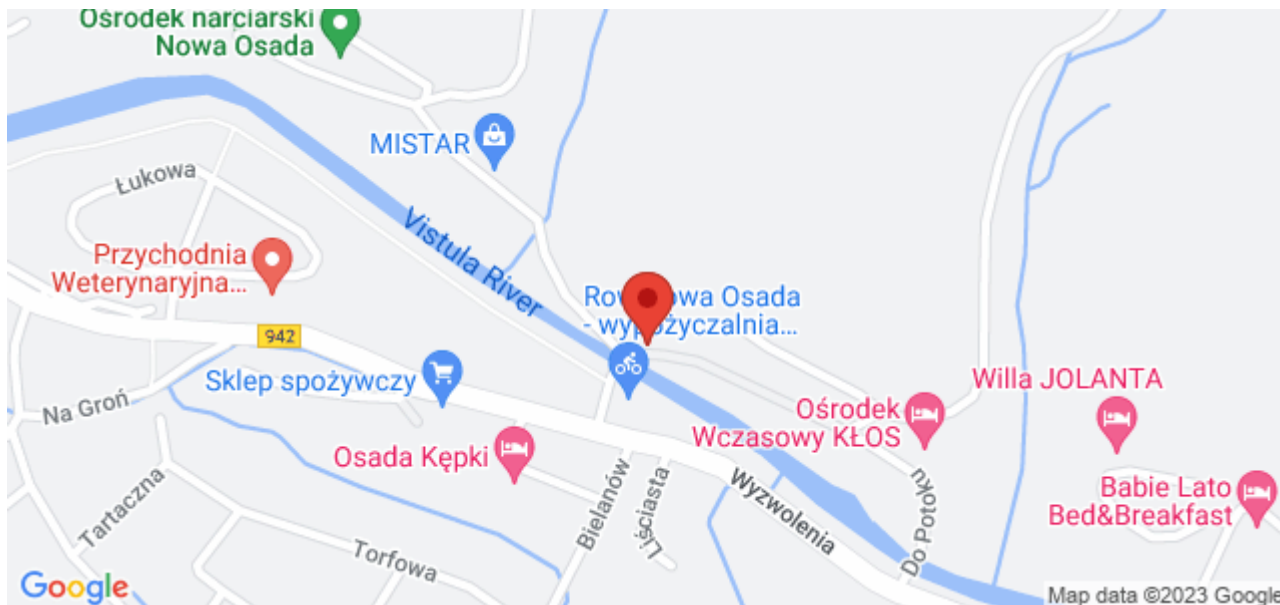 Ośrodek narciarski
Nowa Osada
MISTAR
Łukowa
Vistula River
Przychodnia
Weterynaryjna...
Osada
- wypożyczalnia...
942
Sklep spożywczy
Willa JOLANTA
Na Groń
Ośrodek
Wczasowy KŁOS
Osada Kępki
Wyzwolenia
Do Potoku
Babie Lato
Bed&Breakfast
Tartaczna
Bielanów
Liściasta
Torfowa
Google
Map data ©2023 Google